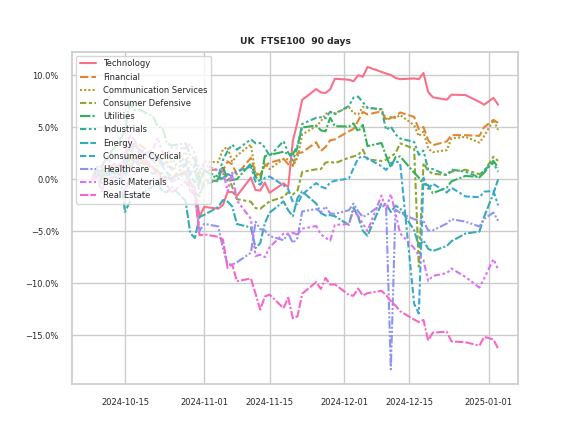 UK FTSE100 90 days
Technology
Financial
Communication Services
Consumer Defensive
Utilities
Industrials
Energy
Consumer Cyclical
Healthcare
Basic Materials
Real Estate
10.0%
5.0%
0.0%
−5.0%
−10.0%
−15.0%
2024-10-15
2024-11-01
2024-11-15
2024-12-01
2024-12-15
2025-01-01